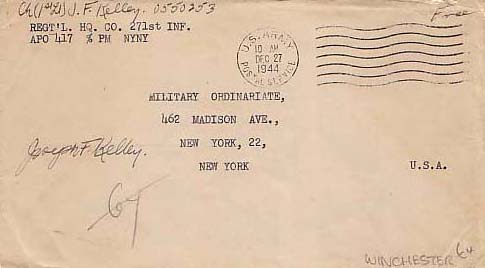 Ch(1st Lt) J. F. Kelley. 0550253
Free
REGT'L. HQ. CO. 271st INF.
APO 417 % PM NYNY
U.S. ARMY
10 AM
DEC 27
1944
POSTAL SERVICE
MILITARY ORDINARIATE,
462 MADISON AVE.,
NEW YORK, 22,
NEW YORK
U.S.A.
Joseph F. Kelley.
WINCHESTER